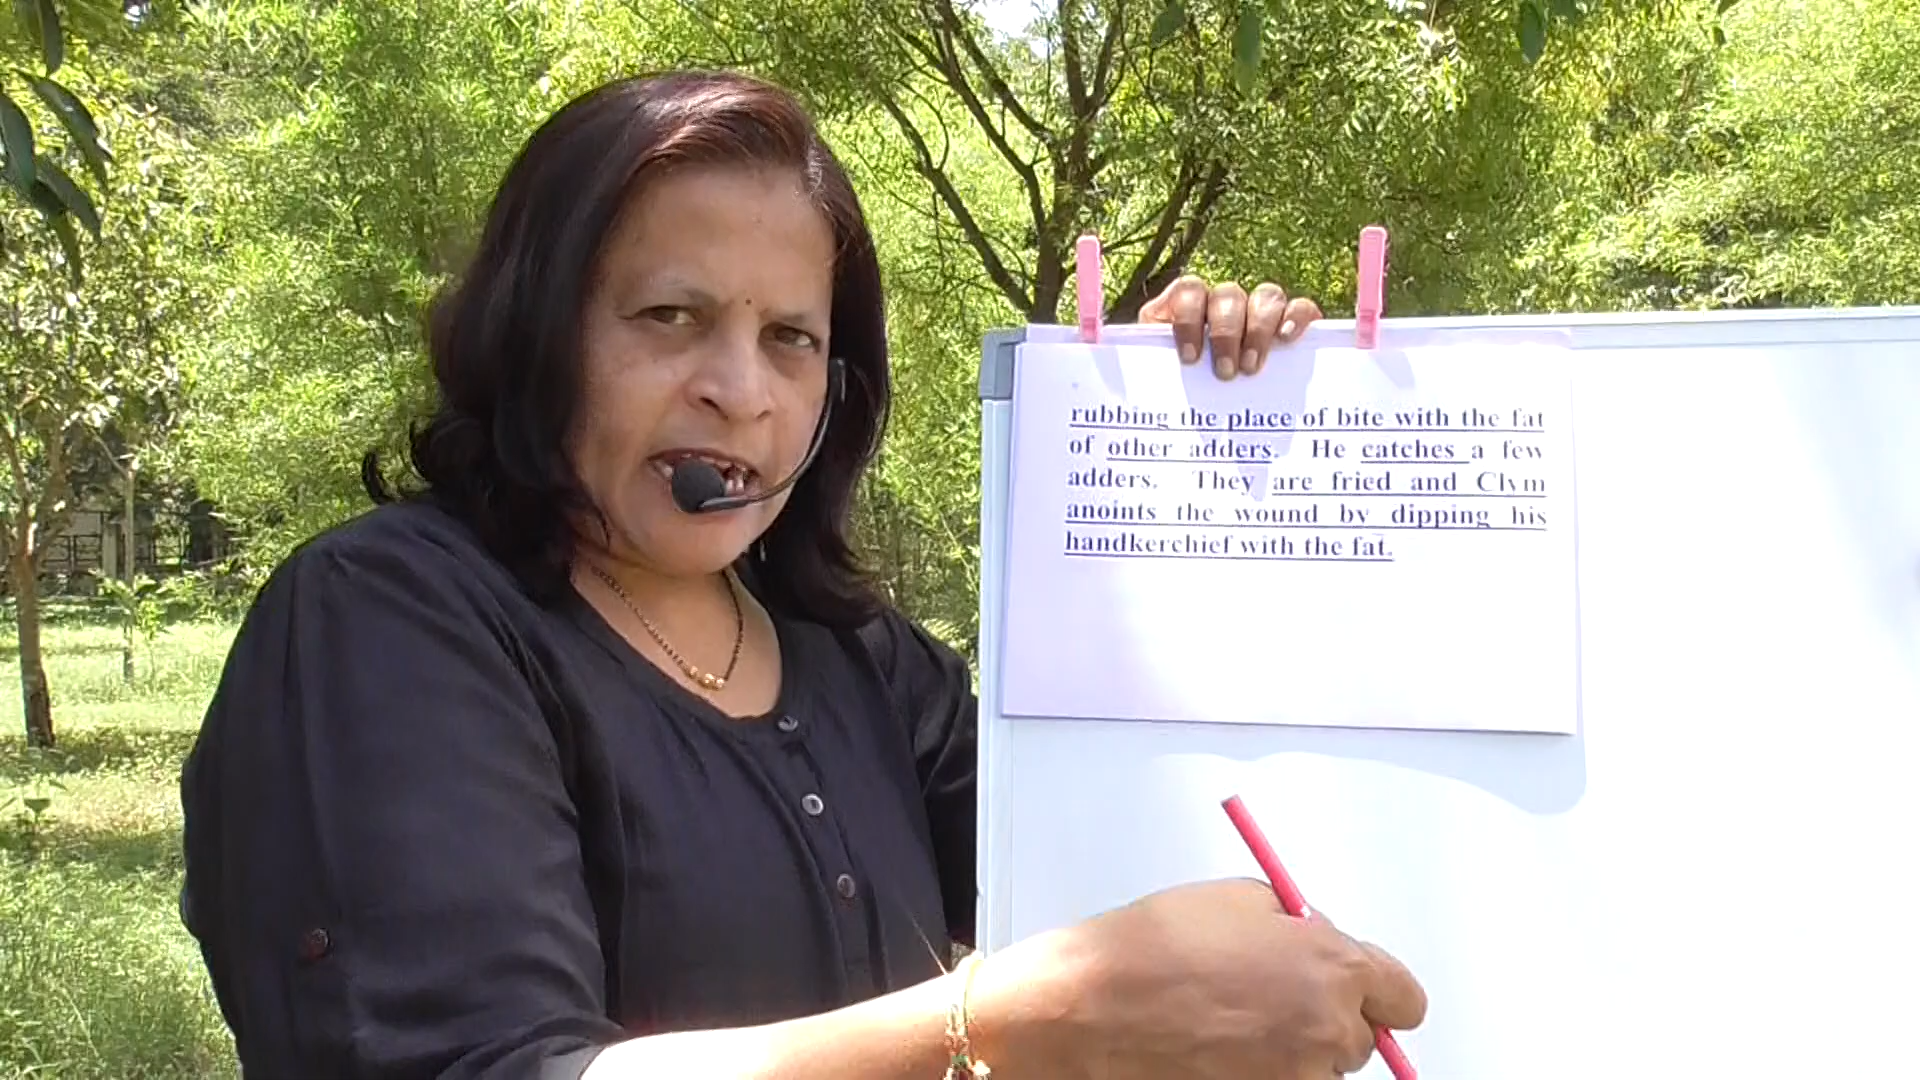 rubbing the place of bite with the fat
of other adders. He catches a few
adders. They are fried and Clym
anoints the wound by dipping his
handkerchief with the fat.